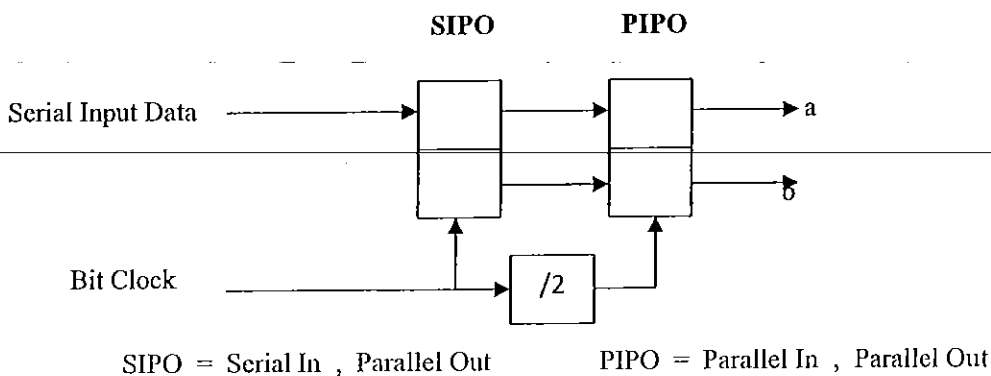 SIPO PIPO
Serial Input Data a
Bit Clock /2
SIPO = Serial In , Parallel Out PIPO = Parallel In , Parallel Out